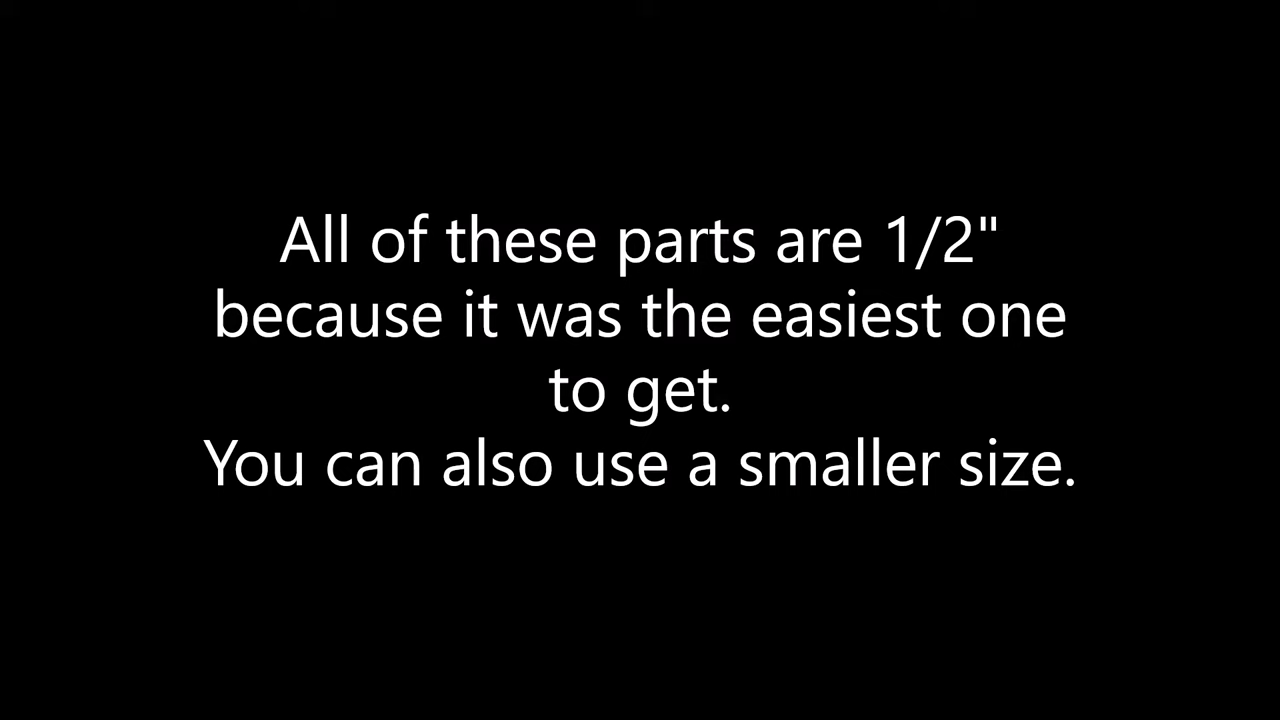 All of these parts are 1/2"
because it was the easiest one
to get.
You can also use a smaller size.